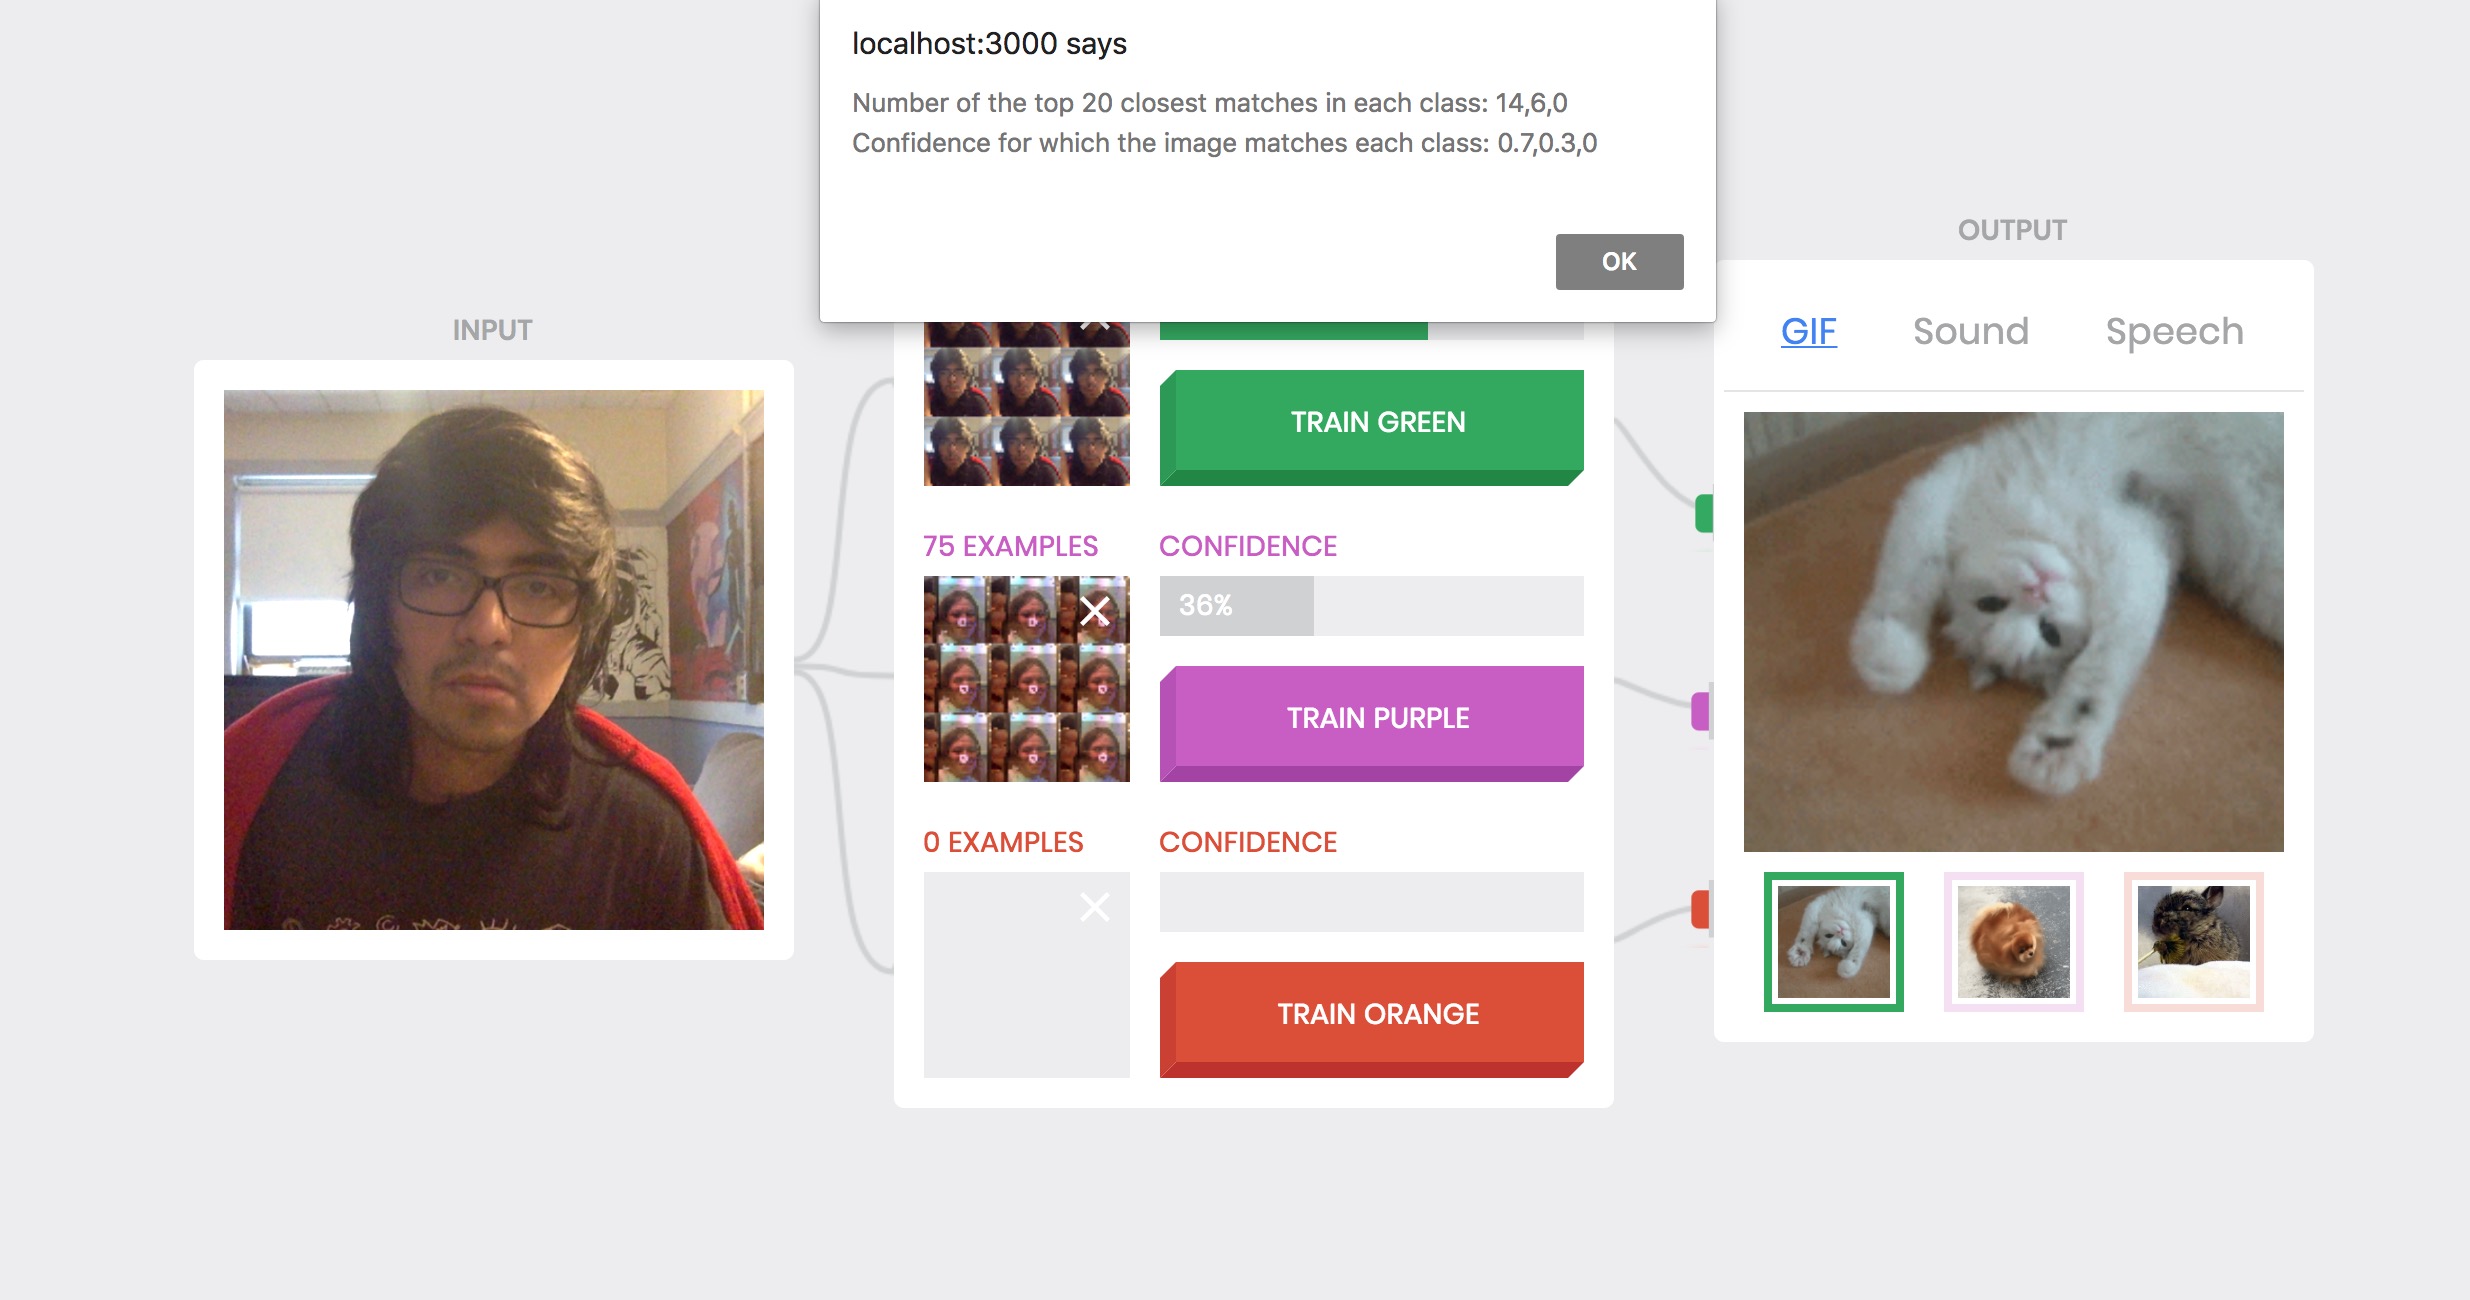 localhost:3000 says
Number of the top 20 closest matches in each class: 14,6,0
Confidence for which the image matches each class: 0.7,0.3,0
OK
INPUT
TRAIN GREEN
75 EXAMPLES
CONFIDENCE
36%
TRAIN PURPLE
0 EXAMPLES
CONFIDENCE
TRAIN ORANGE
OUTPUT
GIF
Sound
Speech